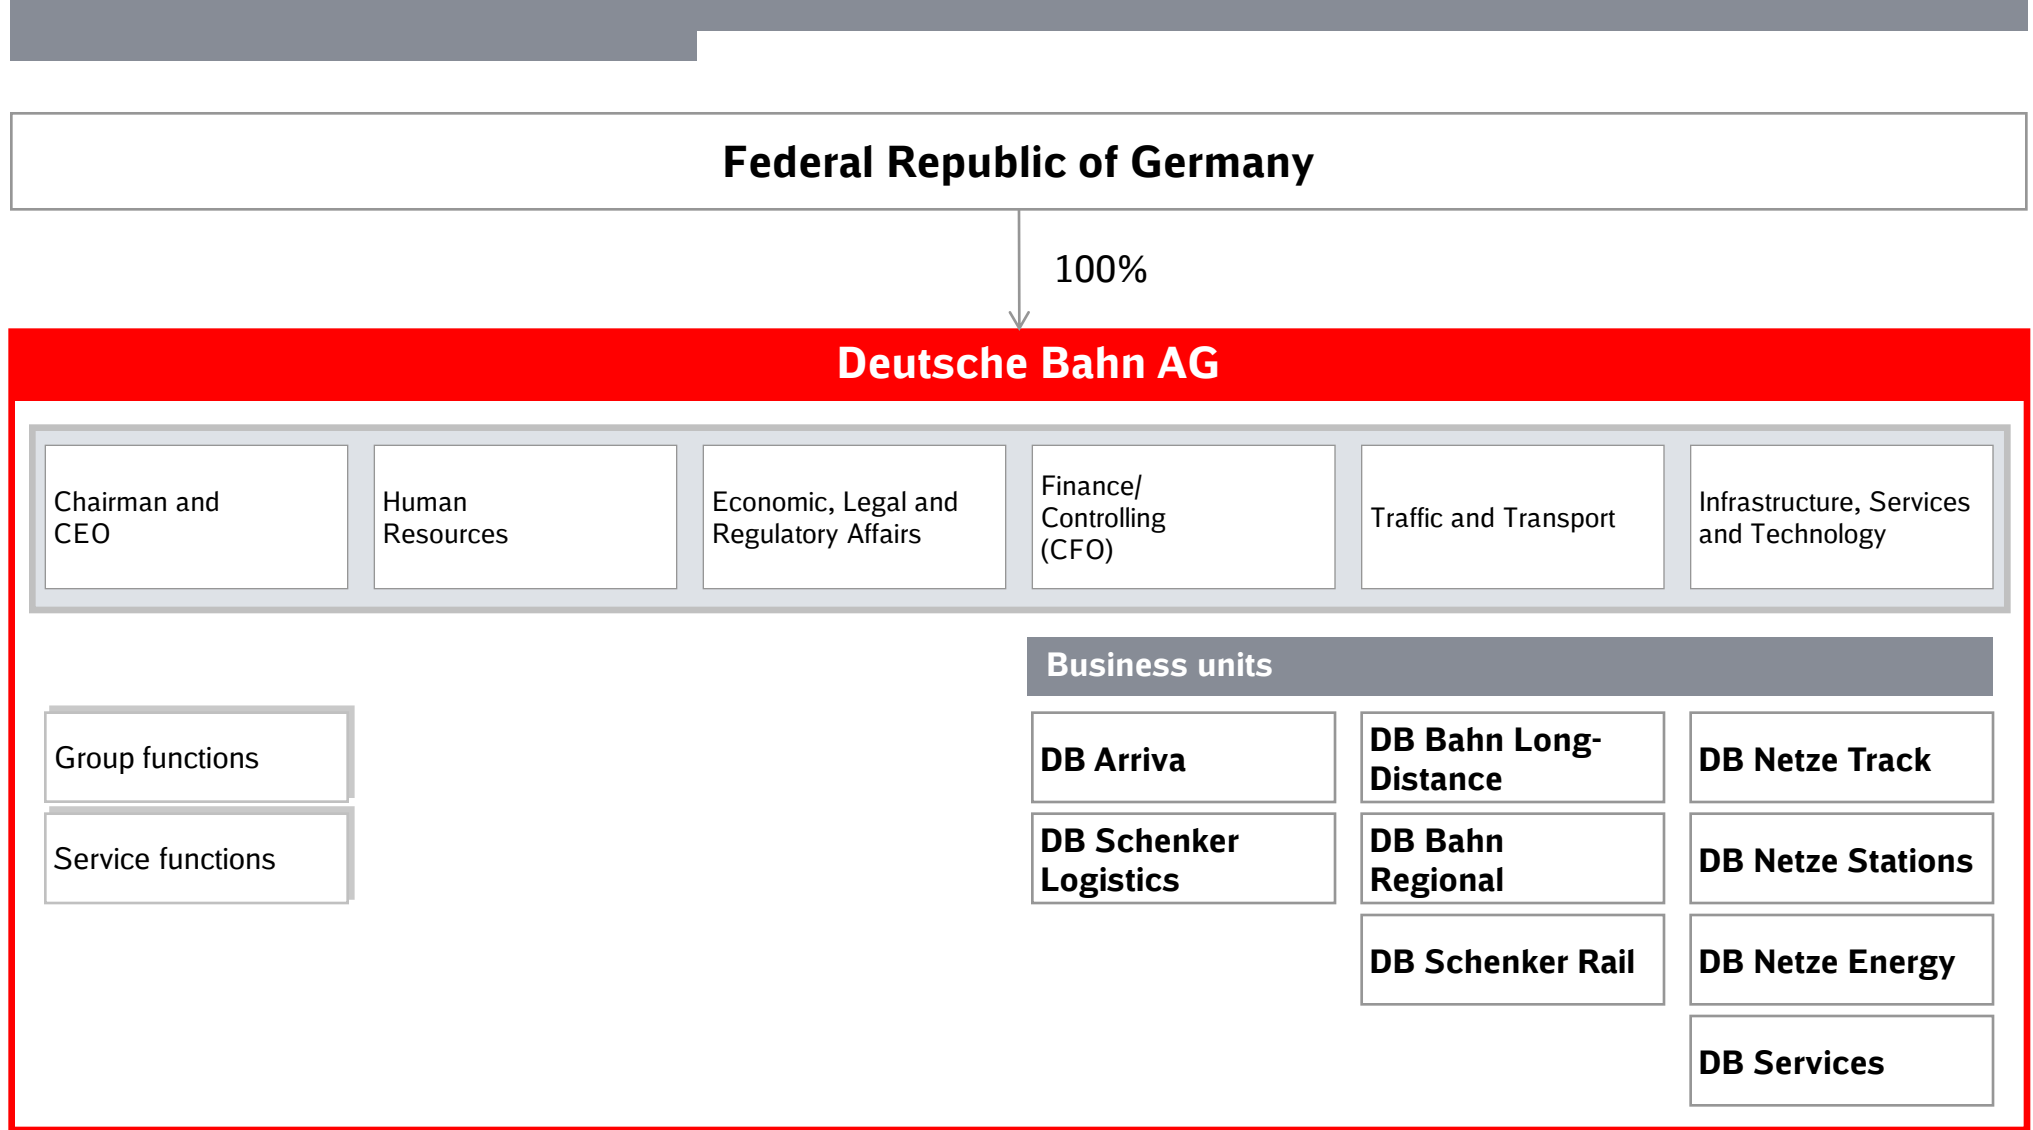 Federal Republic of Germany
100%
Deutsche Bahn AG
Chairman and
CEO
Human
Resources
Economic, Legal and
Regulatory Affairs
Finance/
Controlling
(CFO)
Traffic and Transport
Infrastructure, Services
and Technology
Business units
Group functions
DB Arriva
DB Bahn Long-
Distance
DB Netze Track
Service functions
DB Schenker
Logistics
DB Bahn
Regional
DB Netze Stations
DB Schenker Rail
DB Netze Energy
DB Services